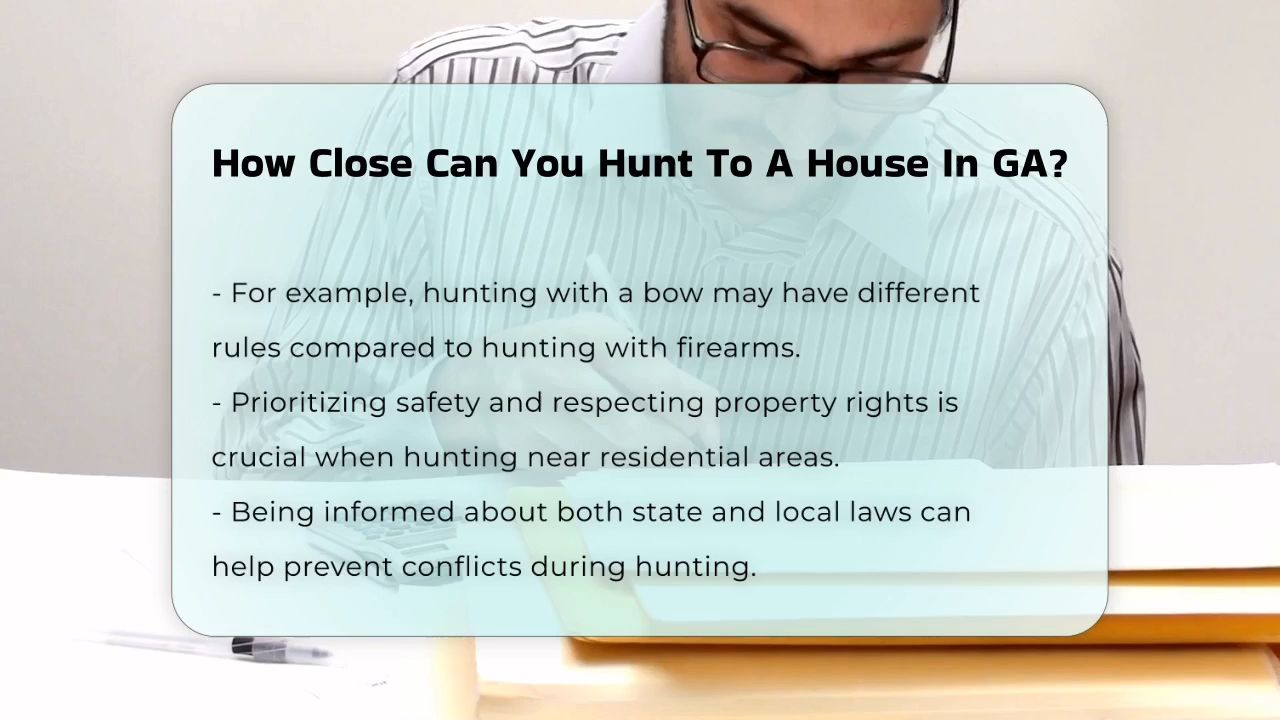 How Close Can You Hunt To A House In GA?
- For example, hunting with a bow may have different
rules compared to hunting with firearms.
- Prioritizing safety and respecting property rights is
crucial when hunting near residential areas.
- Being informed about both state and local laws can
help prevent conflicts during hunting.